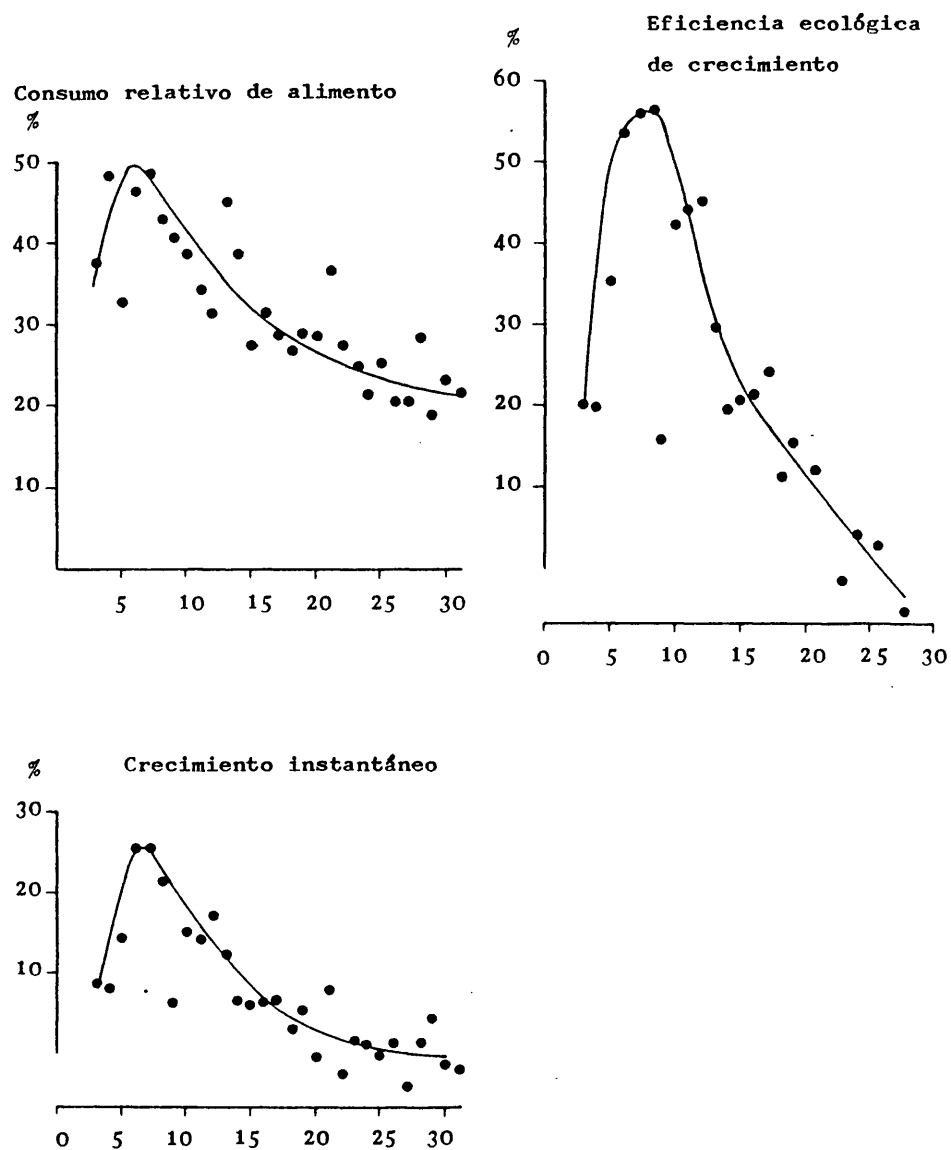 Consumo relativo de alimento
%
50
40
30
20
10
5 10 15 20 25 30
Eficiencia ecológica
de crecimiento
%
60
50
40
30
20
10
0 5 10 15 20 25 30
Crecimiento instantáneo
%
30
20
10
0 5 10 15 20 25 30